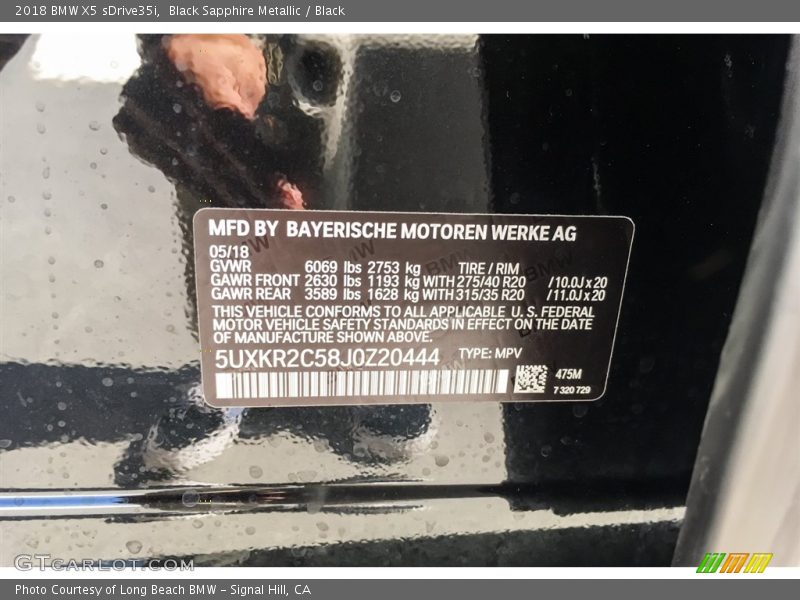 2018 BMW X5 sDrive35i, Black Sapphire Metallic / Black
MFD BY BAYERISCHE MOTOREN WERKE AG
05/18
GVWR 6069 lbs 2753 kg TIRE / RIM
GAWR FRONT 2630 lbs 1193 kg WITH 275/40 R20 /10.0J x 20
GAWR REAR 3589 lbs 1628 kg WITH 315/35 R20 /11.0J x 20
THIS VEHICLE CONFORMS TO ALL APPLICABLE U. S. FEDERAL
MOTOR VEHICLE SAFETY STANDARDS IN EFFECT ON THE DATE
OF MANUFACTURE SHOWN ABOVE.
5UXKR2C58J0Z20444 TYPE: MPV
475M
7 320 729
GTCARLOT.COM
Photo Courtesy of Long Beach BMW - Signal Hill, CA